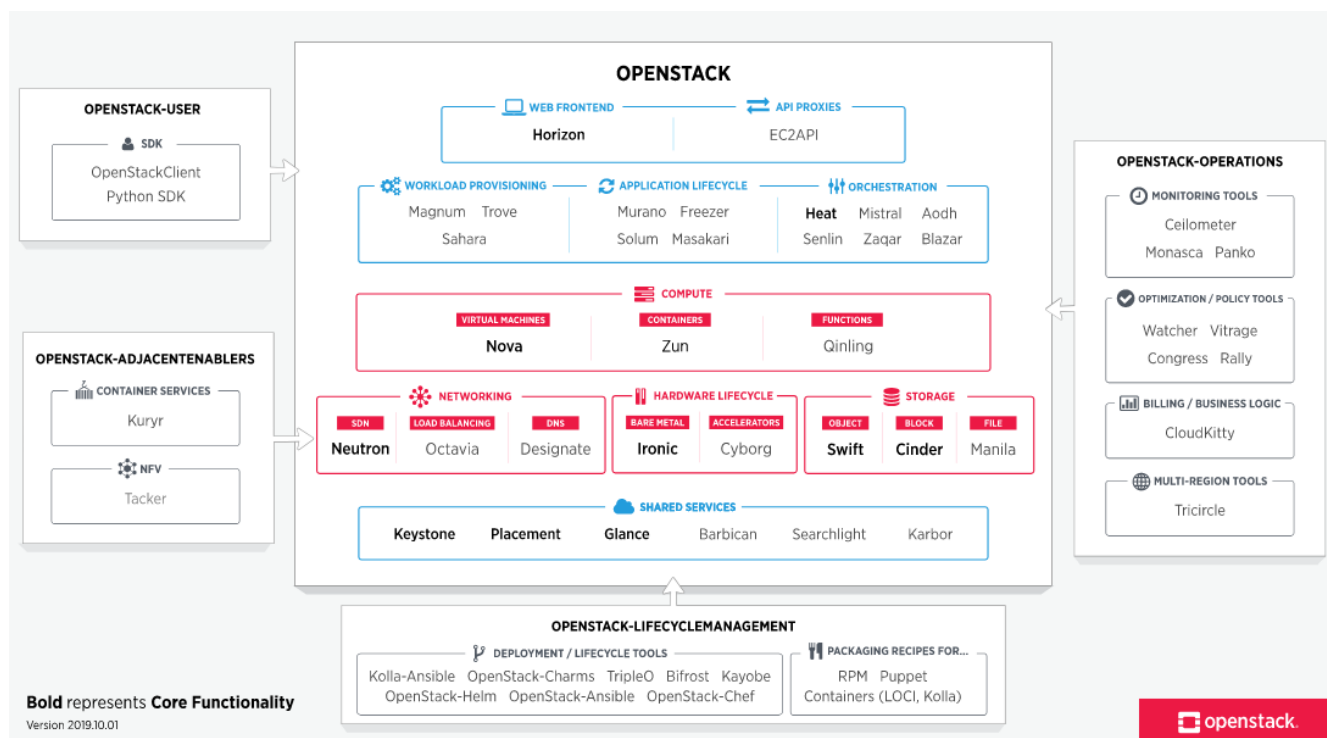 OPENSTACK
WEB FRONTEND
Horizon
API PROXIES
EC2API
WORKLOAD PROVISIONING
Magnum Trove
Sahara
APPLICATION LIFECYCLE
Murano Freezer
Solum Masakari
ORCHESTRATION
Heat Mistral Aodh
Senlin Zaqar Blazar
COMPUTE
VIRTUAL MACHINES
Nova
CONTAINERS
Zun
FUNCTIONS
Qinling
NETWORKING
SDN
Neutron
LOAD BALANCING
Octavia
DNS
Designate
HARDWARE LIFECYCLE
BARE METAL
Ironic
ACCELERATORS
Cyborg
STORAGE
OBJECT
Swift
BLOCK
Cinder
FILE
Manila
SHARED SERVICES
Keystone Placement Glance Barbican Searchlight Karbor
OPENSTACK-USER
SDK
OpenStackClient
Python SDK
OPENSTACK-ADJACENTENABLERS
CONTAINER SERVICES
Kuryr
NFV
Tacker
OPENSTACK-OPERATIONS
MONITORING TOOLS
Ceilometer
Monasca Panko
OPTIMIZATION / POLICY TOOLS
Watcher Vitrage
Congress Rally
BILLING / BUSINESS LOGIC
CloudKitty
MULTI-REGION TOOLS
Tricircle
OPENSTACK-LIFECYCLEMANAGEMENT
DEPLOYMENT / LIFECYCLE TOOLS
Kolla-Ansible OpenStack-Charms TripleO Bifrost Kayobe
OpenStack-Helm OpenStack-Ansible OpenStack-Chef
PACKAGING RECIPES FOR...
RPM Puppet
Containers (LOCI, Kolla)
Bold represents Core Functionality
Version 2019.10.01
openstack.